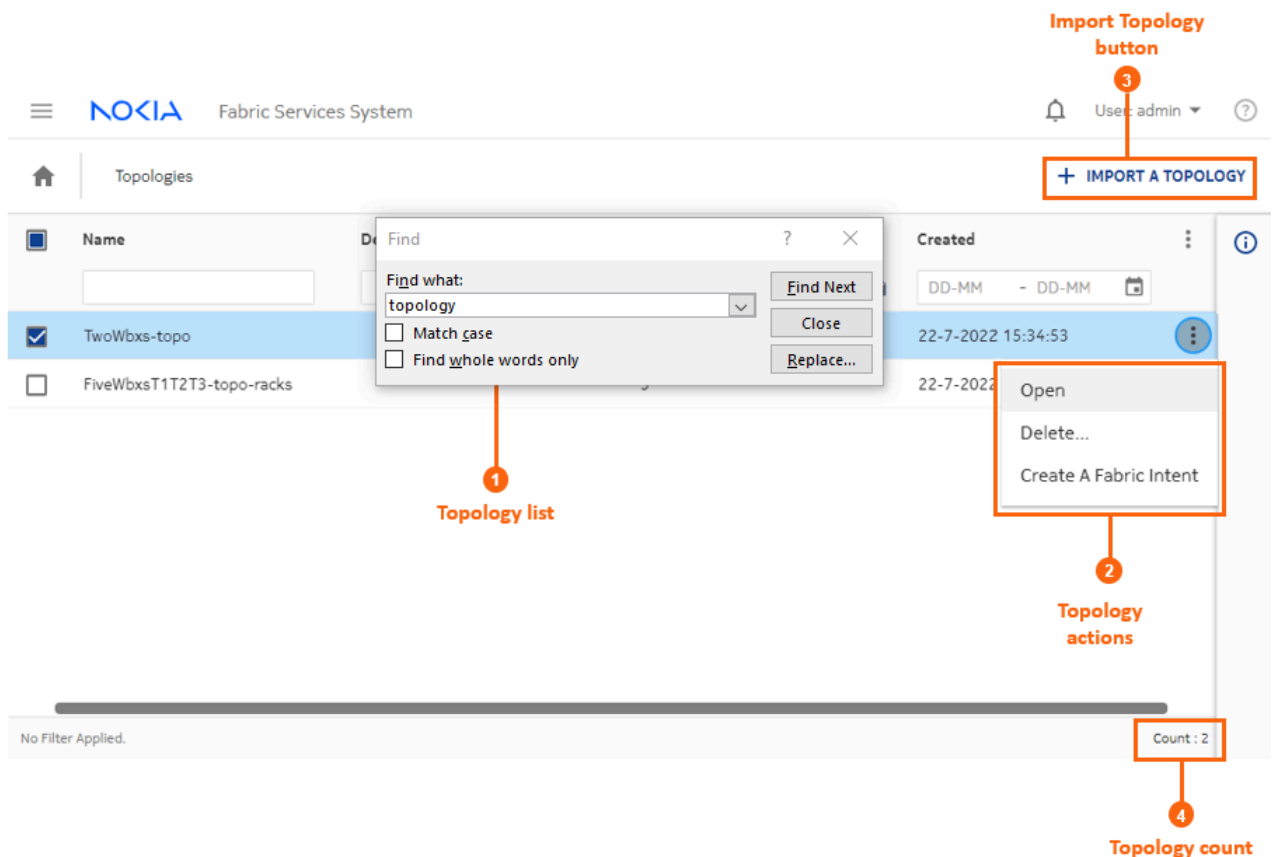 Import Topology
button
3
NOKIA Fabric Services System User: admin ?
Topologies + IMPORT A TOPOLOGY
Name De Created
DD-MM - DD-MM
Find ?
Find what:
topology
Match case
Find whole words only
Find Next
Close
Replace...
TwoWbxs-topo 22-7-2022 15:34:53
FiveWbxsT1T2T3-topo-racks 22-7-2022
Open
Delete...
Create A Fabric Intent
1
Topology list
2
Topology
actions
No Filter Applied. Count : 2
4
Topology count